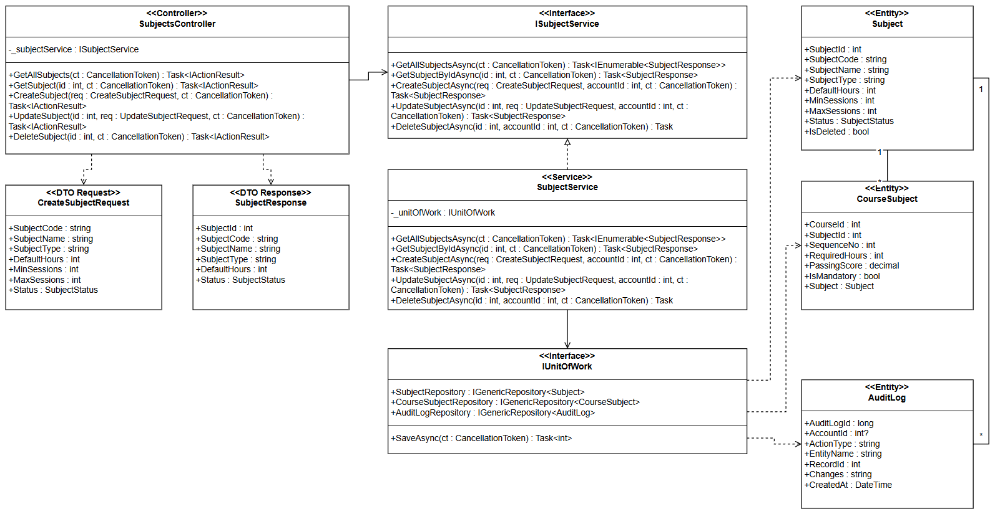 <<Controller>>
SubjectsController
-_subjectService : ISubjectService
+GetAllSubjects(ct : CancellationToken) : Task<IActionResult>
+GetSubject(id : int, ct : CancellationToken) : Task<IActionResult>
+CreateSubject(req : CreateSubjectRequest, ct : CancellationToken) :
Task<IActionResult>
+UpdateSubject(id : int, req : UpdateSubjectRequest, ct : CancellationToken) :
Task<IActionResult>
+DeleteSubject(id : int, ct : CancellationToken) : Task<IActionResult>
<<DTO Request>>
CreateSubjectRequest
+SubjectCode : string
+SubjectName : string
+SubjectType : string
+DefaultHours : int
+MinSessions : int
+MaxSessions : int
+Status : SubjectStatus
<<DTO Response>>
SubjectResponse
+SubjectId : int
+SubjectCode : string
+SubjectName : string
+SubjectType : string
+DefaultHours : int
+Status : SubjectStatus
<<Interface>>
ISubjectService
+GetAllSubjectsAsync(ct : CancellationToken) : Task<IEnumerable<SubjectResponse>>
+GetSubjectByIdAsync(id : int, ct : CancellationToken) : Task<SubjectResponse>
+CreateSubjectAsync(req : CreateSubjectRequest, accountId : int, ct : CancellationToken) :
Task<SubjectResponse>
+UpdateSubjectAsync(id : int, req : UpdateSubjectRequest, accountId : int, ct :
CancellationToken) : Task<SubjectResponse>
+DeleteSubjectAsync(id : int, accountId : int, ct : CancellationToken) : Task
<<Service>>
SubjectService
-_unitOfWork : IUnitOfWork
+GetAllSubjectsAsync(ct : CancellationToken) : Task<IEnumerable<SubjectResponse>>
+GetSubjectByIdAsync(id : int, ct : CancellationToken) : Task<SubjectResponse>
+CreateSubjectAsync(req : CreateSubjectRequest, accountId : int, ct : CancellationToken) :
Task<SubjectResponse>
+UpdateSubjectAsync(id : int, req : UpdateSubjectRequest, accountId : int, ct :
CancellationToken) : Task<SubjectResponse>
+DeleteSubjectAsync(id : int, accountId : int, ct : CancellationToken) : Task
<<Interface>>
IUnitOfWork
+SubjectRepository : IGenericRepository<Subject>
+CourseSubjectRepository : IGenericRepository<CourseSubject>
+AuditLogRepository : IGenericRepository<AuditLog>
+SaveAsync(ct : CancellationToken) : Task<int>
<<Entity>>
Subject
+SubjectId : int
+SubjectCode : string
+SubjectName : string
+SubjectType : string
+DefaultHours : int
+MinSessions : int
+MaxSessions : int
+Status : SubjectStatus
+IsDeleted : bool
1
1
*
<<Entity>>
CourseSubject
+CourseId : int
+SubjectId : int
+SequenceNo : int
+RequiredHours : int
+PassingScore : decimal
+IsMandatory : bool
+Subject : Subject
<<Entity>>
AuditLog
+AuditLogId : long
+AccountId : int?
+ActionType : string
+EntityName : string
+RecordId : int
+Changes : string
+CreatedAt : DateTime
*